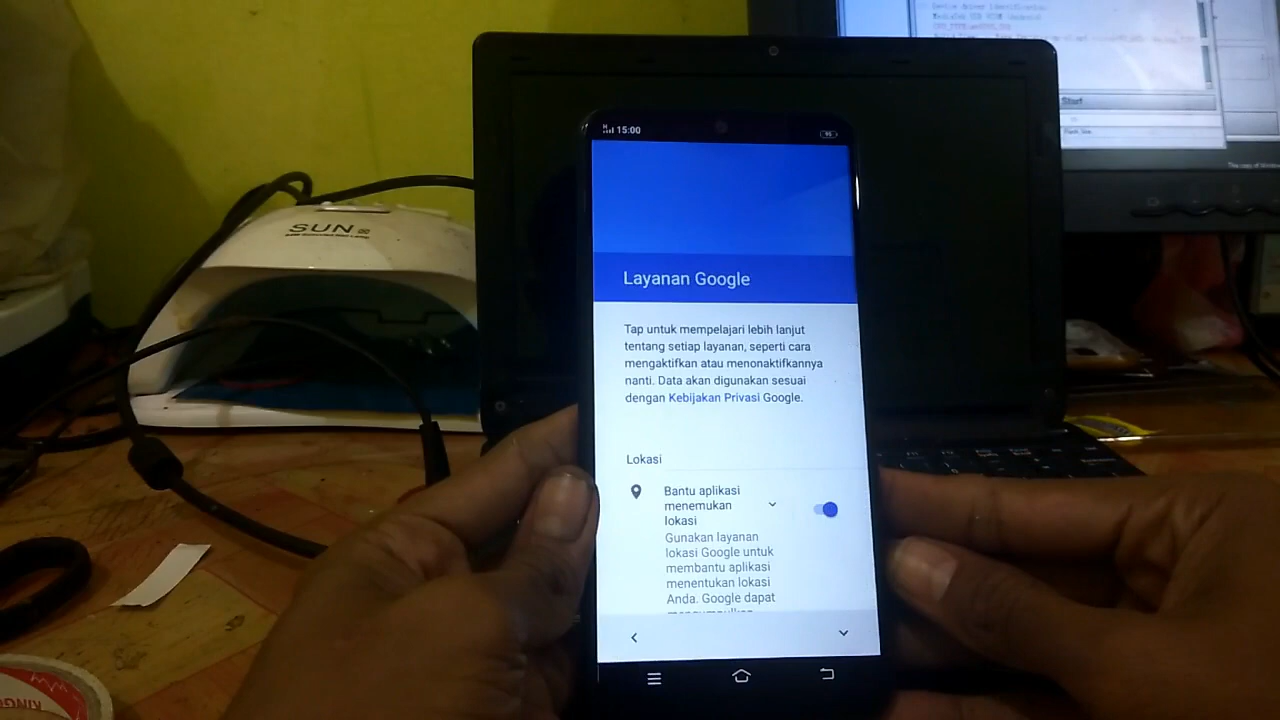 15:00
Layanan Google
Tap untuk mempelajari lebih lanjut
tentang setiap layanan, seperti cara
mengaktifkan atau menonaktifkannya
nanti. Data akan digunakan sesuai
dengan Kebijakan Privasi Google.
Lokasi
Bantu aplikasi
menemukan
lokasi
Gunakan layanan
lokasi Google untuk
membantu aplikasi
menentukan lokasi
Anda. Google dapat
SUN
Start